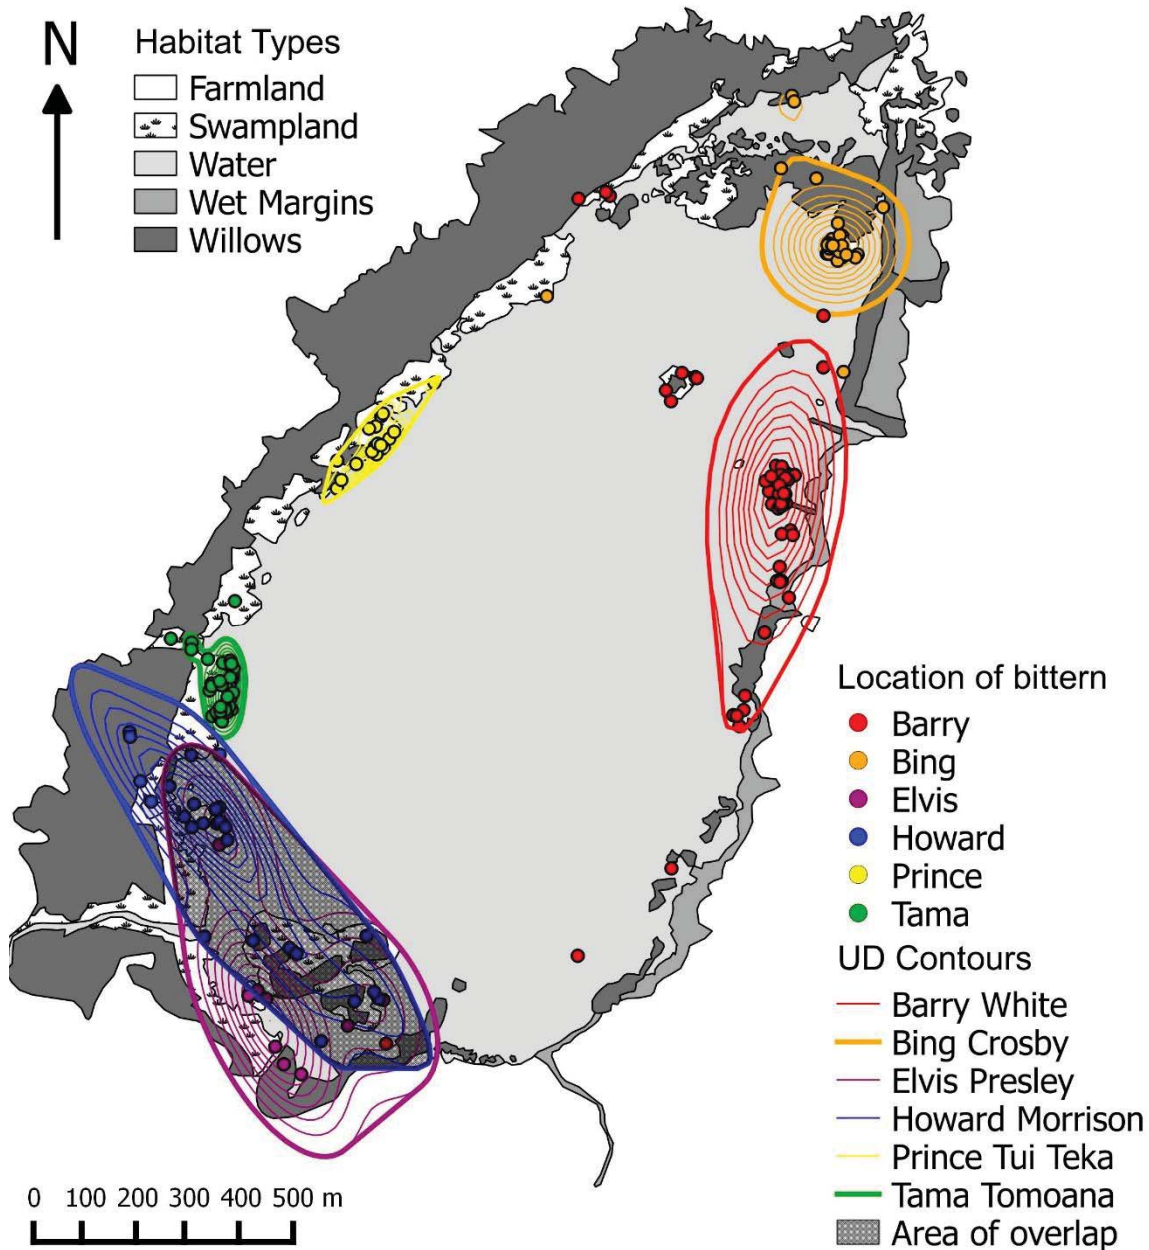 N
Habitat Types
Farmland
Swampland
Water
Wet Margins
Willows
Location of bittern
Barry
Bing
Elvis
Howard
Prince
Tama
UD Contours
Barry White
Bing Crosby
Elvis Presley
Howard Morrison
Prince Tui Teka
Tama Tomoana
Area of overlap
0 100 200 300 400 500 m